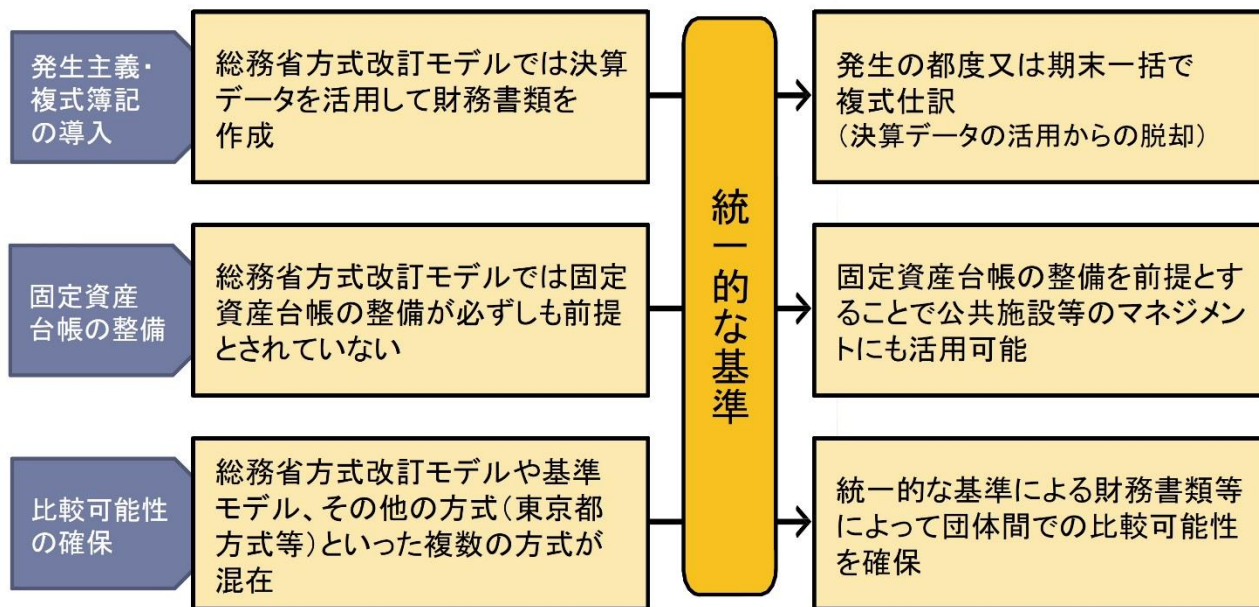 発生主義・
複式簿記
の導入
総務省方式改訂モデルでは決算
データを活用して財務書類を
作成
発生の都度又は期末一括で
複式仕訳
（決算データの活用からの脱却）
固定資産
台帳の整備
総務省方式改訂モデルでは固定
資産台帳の整備が必ずしも前提
とされていない
統一的な基準
固定資産台帳の整備を前提とす
ることで公共施設等のマネジメン
トにも活用可能
比較可能性
の確保
総務省方式改訂モデルや基準
モデル、その他の方式（東京都
方式等）といった複数の方式が
混在
統一的な基準による財務書類等
によって団体間での比較可能性
を確保